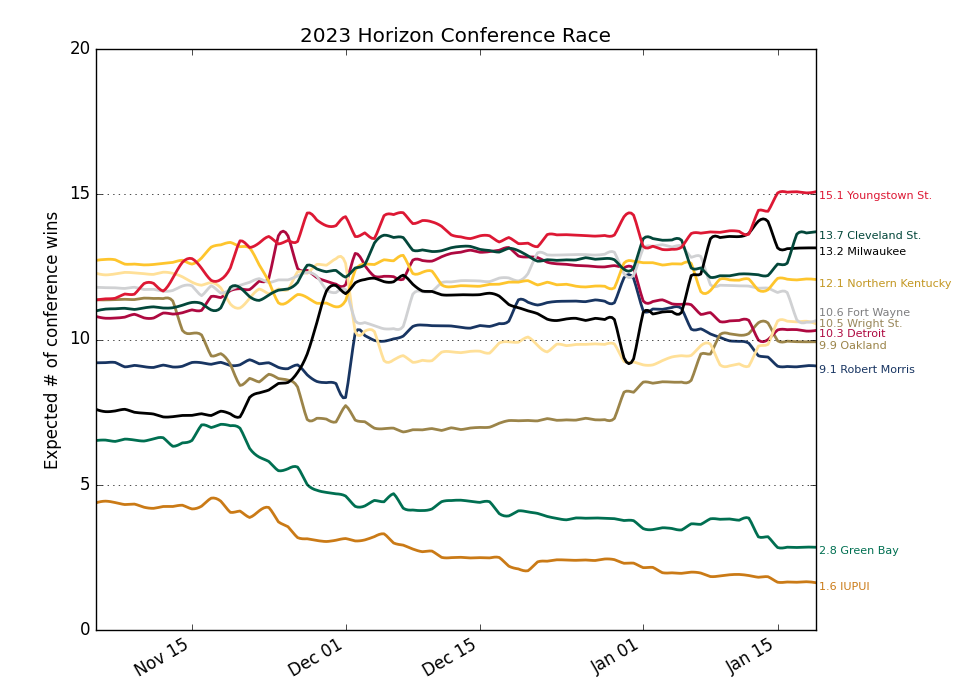 2023 Horizon Conference Race
Expected # of conference wins
20
15
10
5
0
Nov 15
Dec 01
Dec 15
Jan 01
Jan 15
15.1 Youngstown St.
13.7 Cleveland St.
13.2 Milwaukee
12.1 Northern Kentucky
10.6 Fort Wayne
10.5 Wright St.
10.3 Detroit
9.9 Oakland
9.1 Robert Morris
2.8 Green Bay
1.6 IUPUI